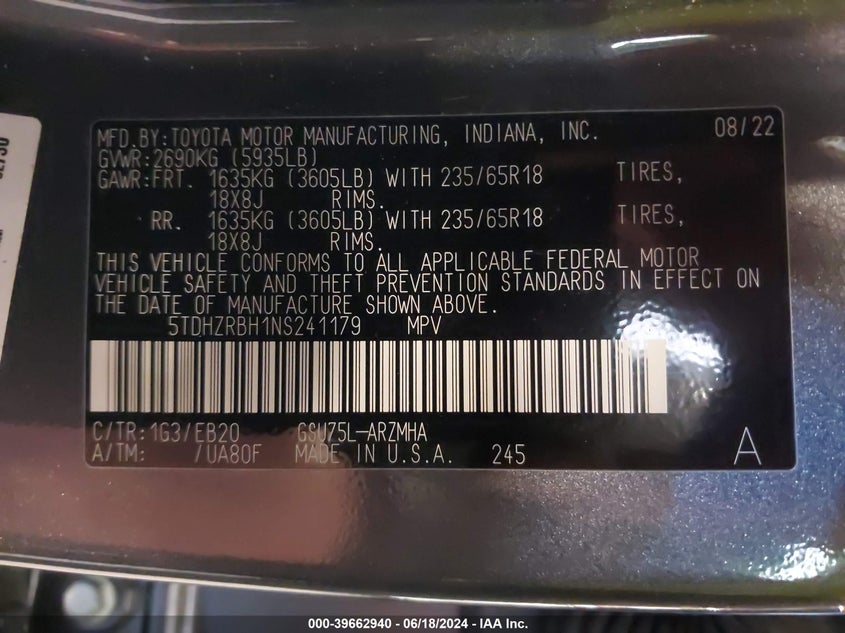 MFD.BY:TOYOTA MOTOR MANUFACTURING, INDIANA, INC. 08/22
GVWR:2690KG (5935LB)
GAWR:FRT. 1635KG (3605LB) WITH 235/65R18 TIRES,
18X8J RIMS.
RR. 1635KG (3605LB) WITH 235/65R18 TIRES,
18X8J RIMS.
THIS VEHICLE CONFORMS TO ALL APPLICABLE FEDERAL MOTOR
VEHICLE SAFETY AND THEFT PREVENTION STANDARDS IN EFFECT ON
THE DATE OF MANUFACTURE SHOWN ABOVE.
5TDHZRBH1NS241179 MPV
C/TR:1G3/EB20 GSU75L-ARZMHA
A/TM: /UA80F MADE IN U.S.A. 245 A
000-39662940 - 06/18/2024 - IAA Inc.